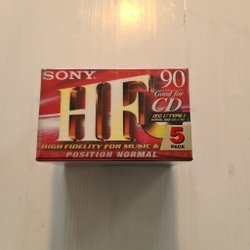 SONY
HF
90
Good for
CD
IEC I / TYPE I
5
PACK
HIGH FIDELITY FOR MUSIC &
POSITION NORMAL